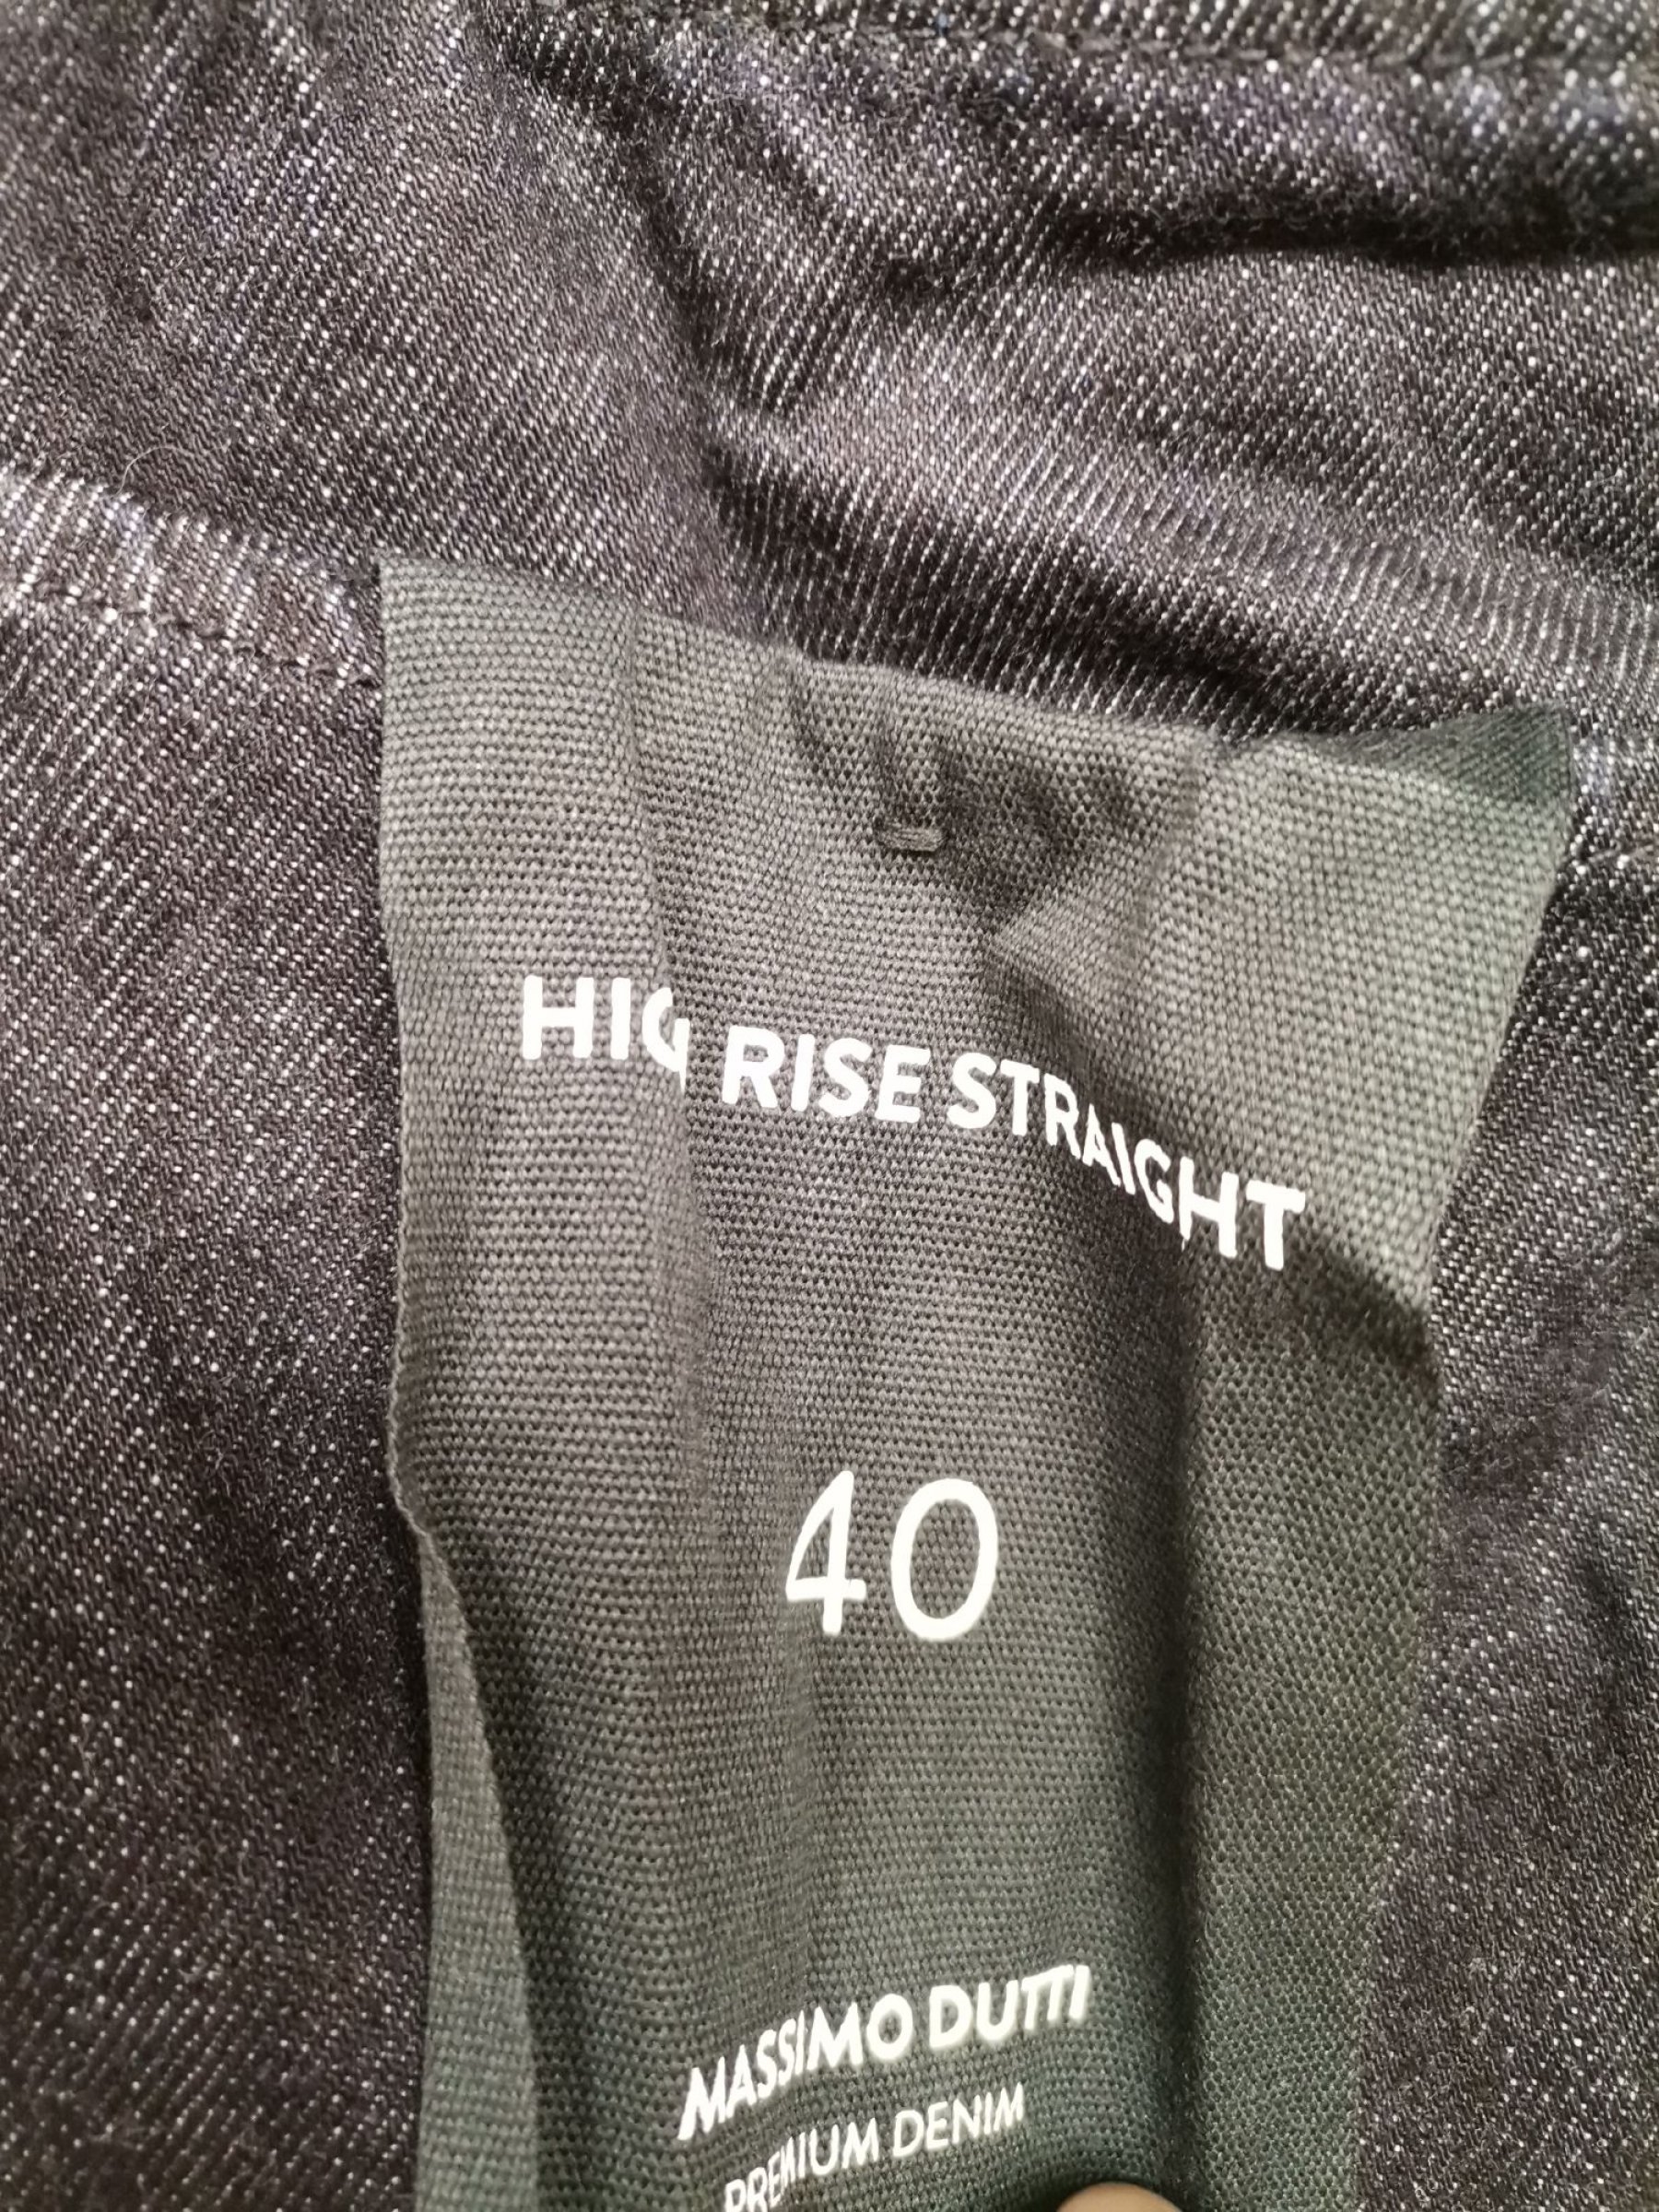 HIG RISE STRAIGHT
40
MASSIMO DUTTI
PREMIUM DENIM